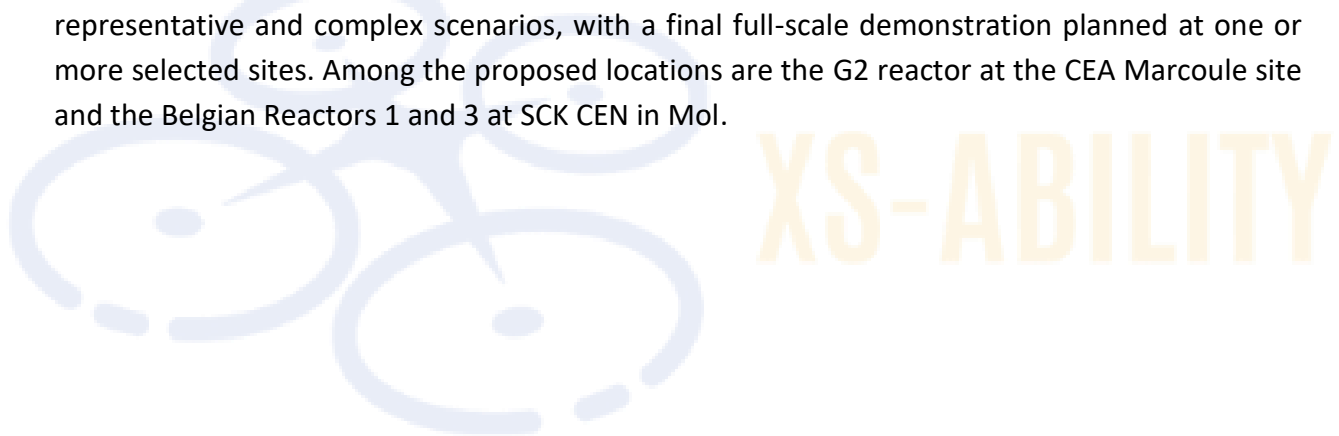 representative and complex scenarios, with a final full-scale demonstration planned at one or
more selected sites. Among the proposed locations are the G2 reactor at the CEA Marcoule site
and the Belgian Reactors 1 and 3 at SCK CEN in Mol.
XS-ABILITY